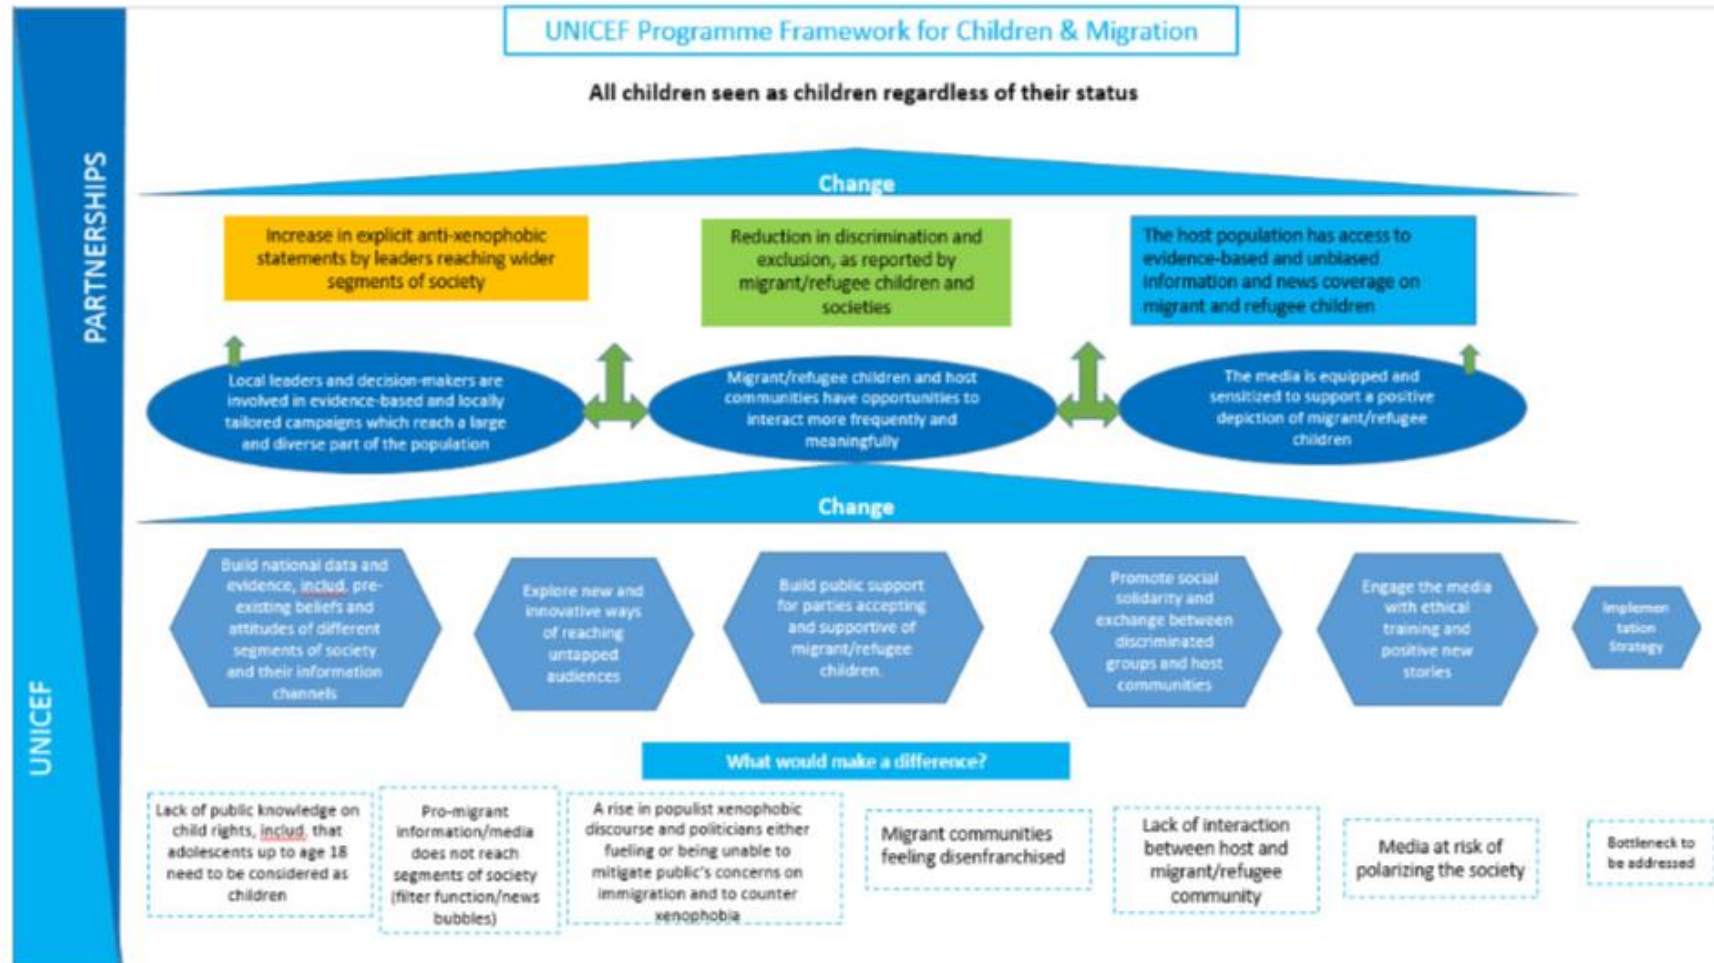 UNICEF Programme Framework for Children & Migration
All children seen as children regardless of their status
PARTNERSHIPS
UNICEF
Change
Increase in explicit anti-xenophobic
statements by leaders reaching wider
segments of society
Reduction in discrimination and
exclusion, as reported by
migrant/refugee children and
societies
The host population has access to
evidence-based and unbiased
information and news coverage on
migrant and refugee children
Local leaders and decision-makers are
involved in evidence-based and locally
tailored campaigns which reach a large
and diverse part of the population
Migrant/refugee children and host
communities have opportunities to
interact more frequently and
meaningfully
The media is equipped and
sensitized to support a positive
depiction of migrant/refugee
children
Change
Build national data and
evidence, includ. pre-
existing beliefs and
attitudes of different
segments of society
and their information
channels
Explore new and
innovative ways
of reaching
untapped
audiences
Build public support
for parties accepting
and supportive of
migrant/refugee
children.
Promote social
solidarity and
exchange between
discriminated
groups and host
communities
Engage the media
with ethical
training and
positive new
stories
Implemen
tation
Strategy
What would make a difference?
Lack of public knowledge on
child rights, includ. that
adolescents up to age 18
need to be considered as
children
Pro-migrant
information/media
does not reach
segments of society
(filter function/news
bubbles)
A rise in populist xenophobic
discourse and politicians either
fueling or being unable to
mitigate public's concerns on
immigration and to counter
xenophobia
Migrant communities
feeling disenfranchised
Lack of interaction
between host and
migrant/refugee
community
Media at risk of
polarizing the society
Bottleneck to
be addressed